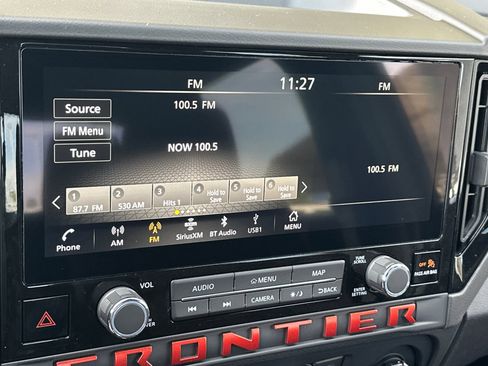 FM 11:27 FM
Source
100.5 FM
FM Menu
NOW 100.5
Tune
100.5 FM
1 2 3 4 5 6
87.7 FM 530 AM Hits 1 Hold to Save Hold to Save Hold to Save
Phone AM FM SiriusXM BT Audio USB1 MENU
VOL
AUDIO MENU MAP
TUNE SCROLL
OFF
PASS AIR BAG
CAMERA BACK
ENTER SETTING
FRONTIER